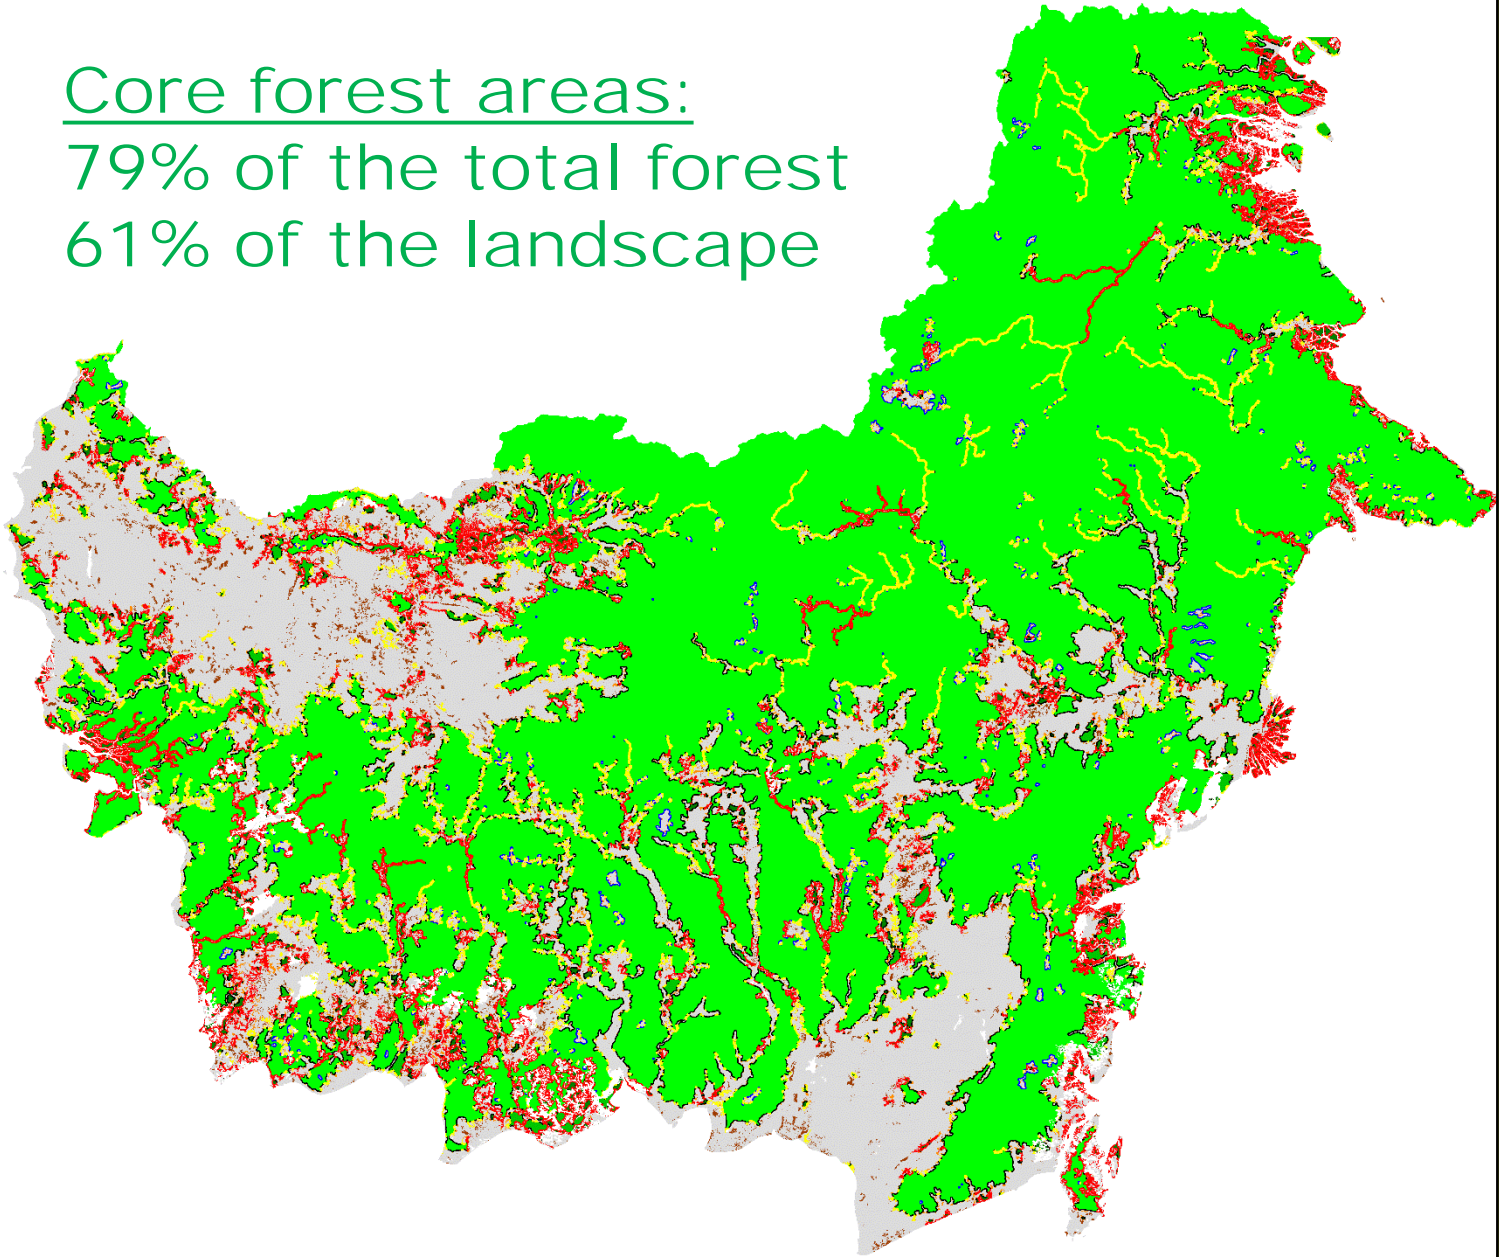 Core forest areas:
79% of the total forest
61% of the landscape